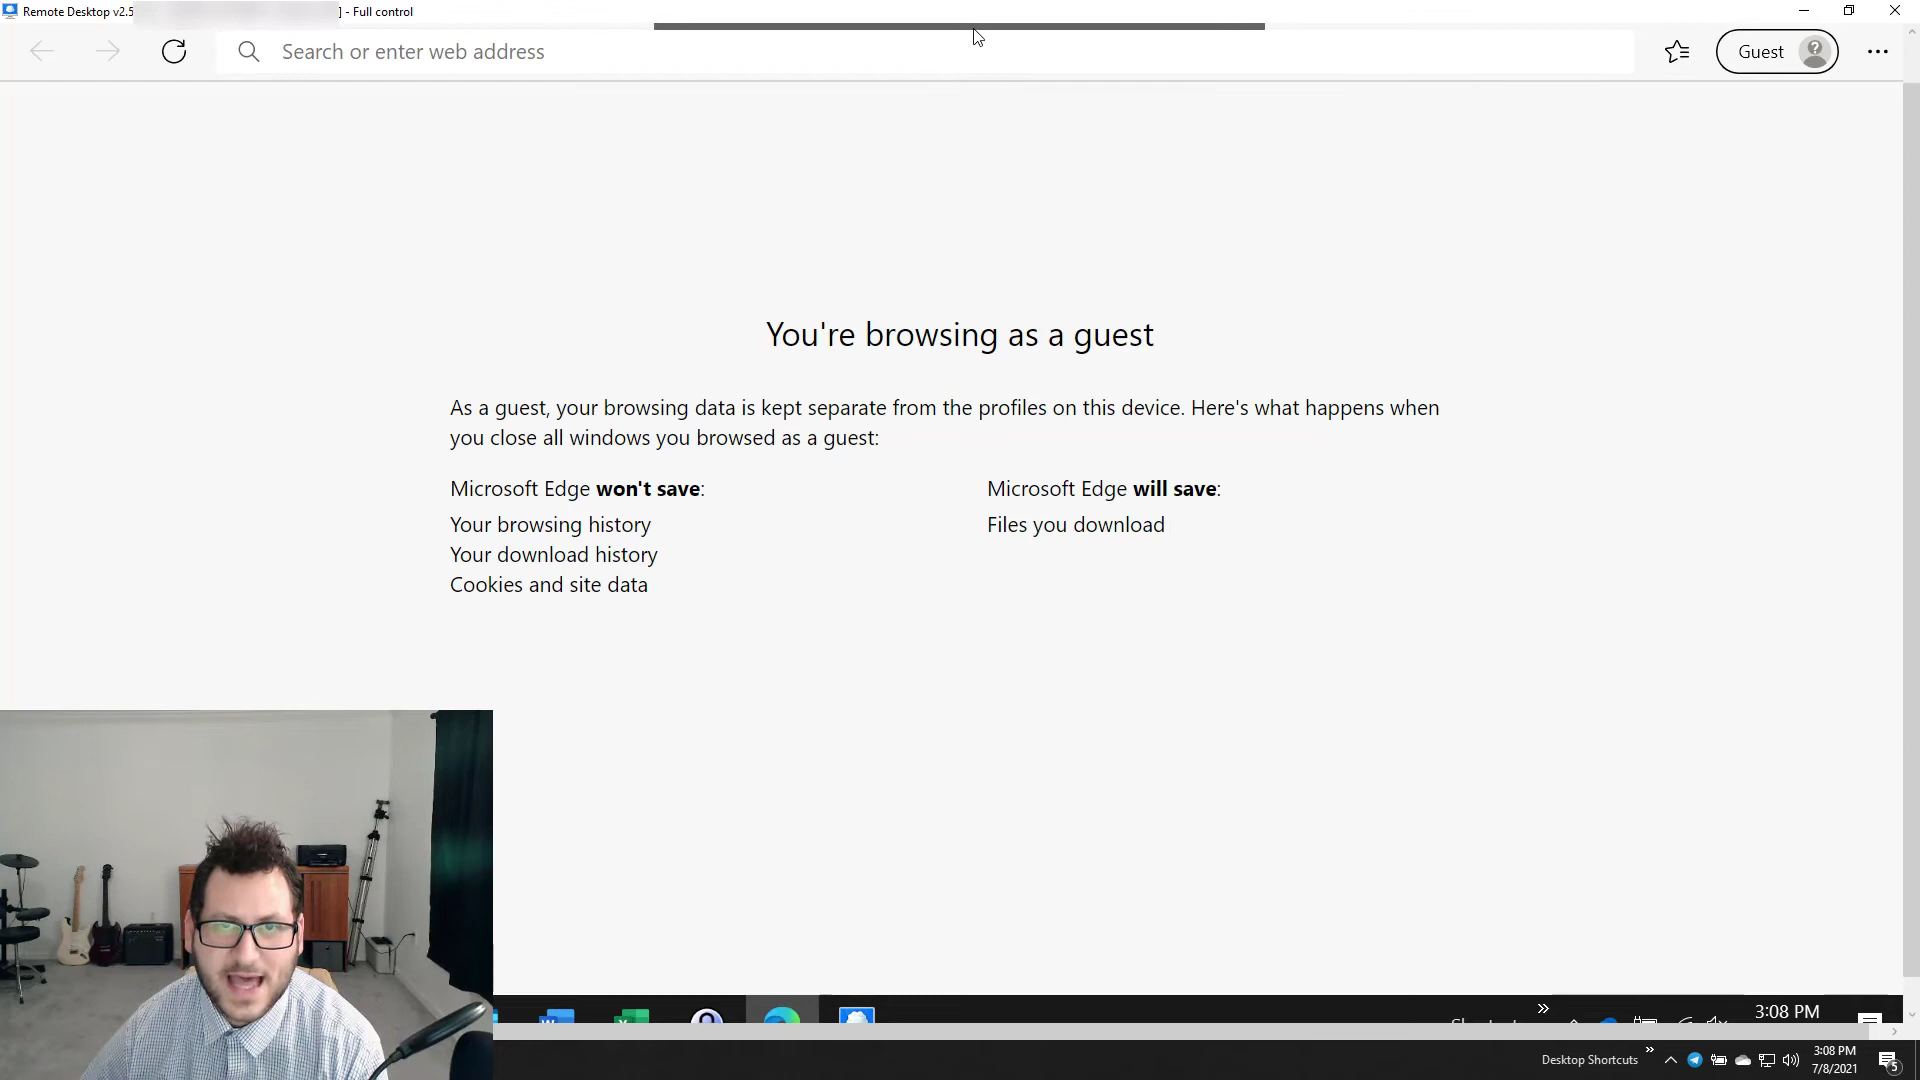 Remote Desktop v2.5
] - Full control
Search or enter web address
Guest
You're browsing as a guest
As a guest, your browsing data is kept separate from the profiles on this device. Here's what happens when
you close all windows you browsed as a guest:
Microsoft Edge won't save:
Your browsing history
Your download history
Cookies and site data
Microsoft Edge will save:
Files you download
3:08 PM
Desktop Shortcuts
3:08 PM
7/8/2021
5